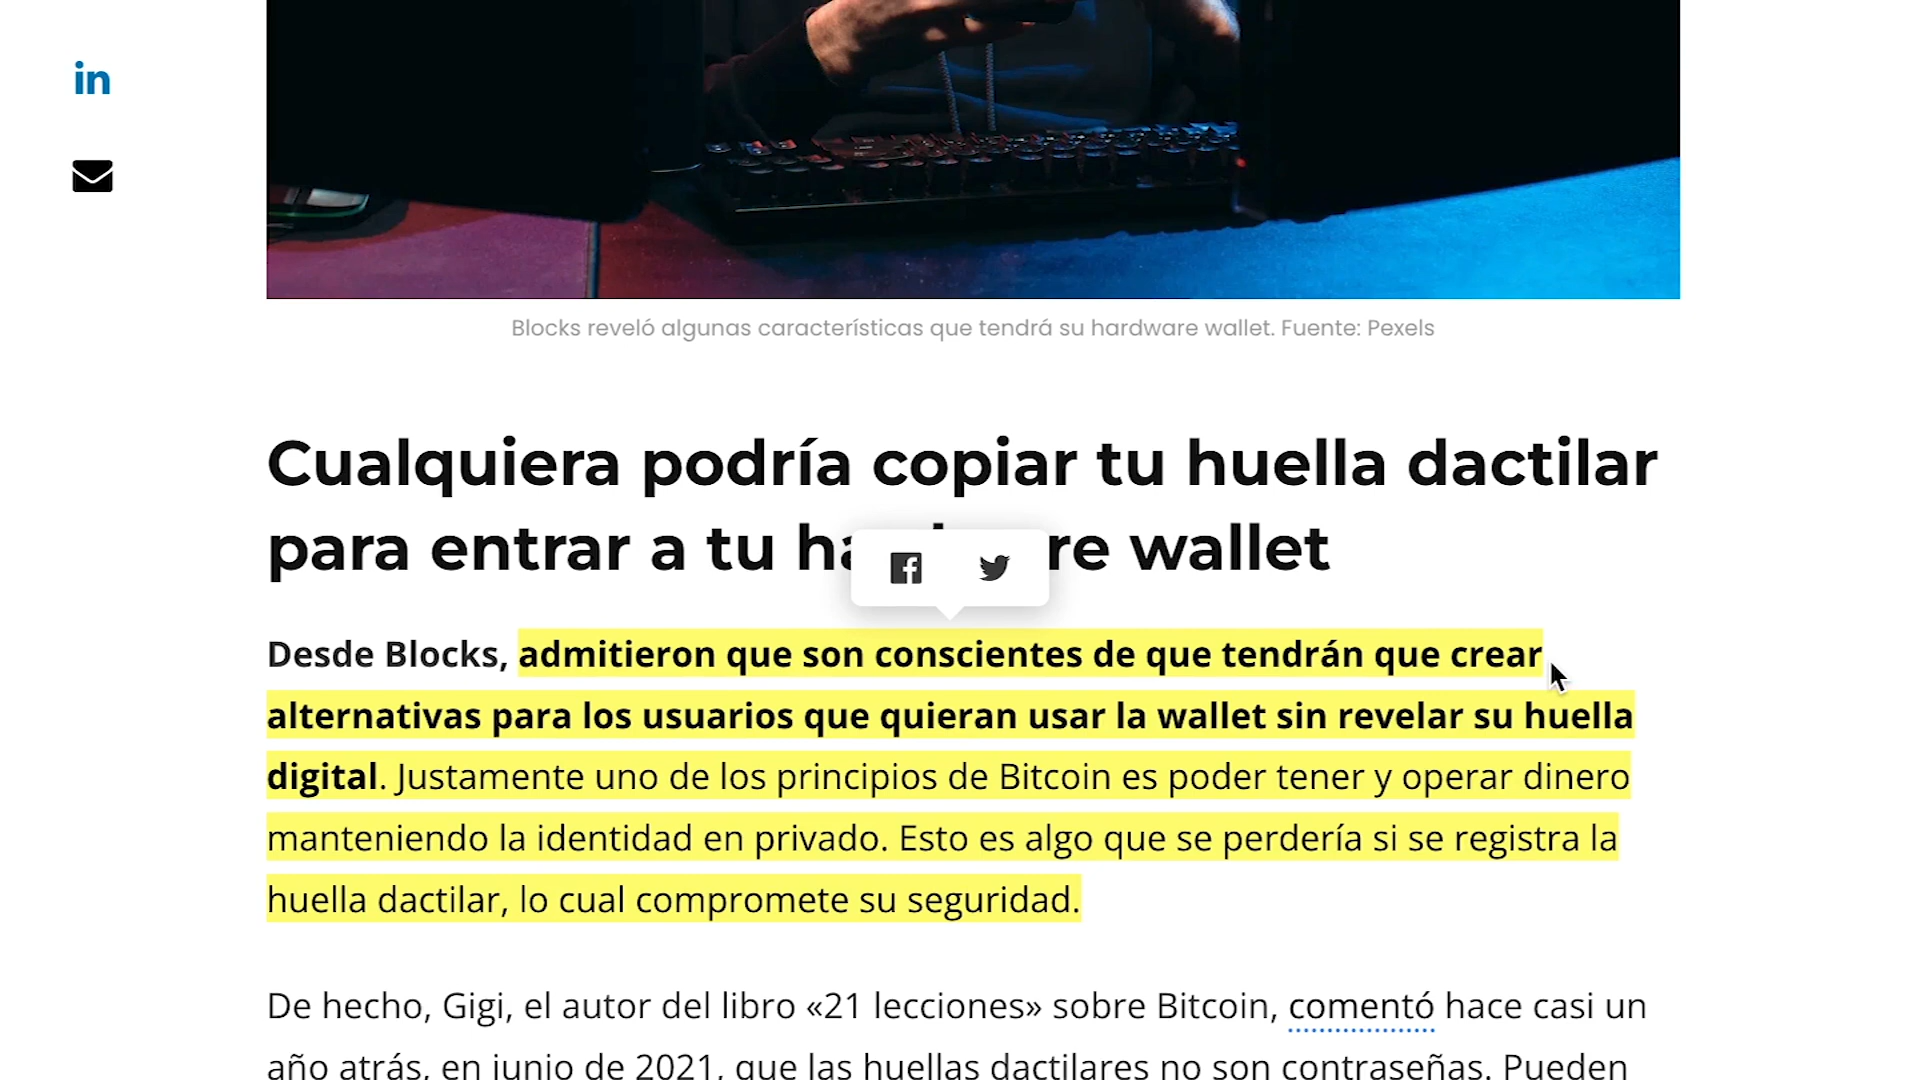 in
Blocks reveló algunas características que tendrá su hardware wallet. Fuente: Pexels
Cualquiera podría copiar tu huella dactilar
para entrar a tu ha re wallet
Desde Blocks, admitieron que son conscientes de que tendrán que crear
alternativas para los usuarios que quieran usar la wallet sin revelar su huella
digital. Justamente uno de los principios de Bitcoin es poder tener y operar dinero
manteniendo la identidad en privado. Esto es algo que se perdería si se registra la
huella dactilar, lo cual compromete su seguridad.
De hecho, Gigi, el autor del libro «21 lecciones» sobre Bitcoin, comentó hace casi un
año atrás, en junio de 2021, que las huellas dactilares no son contraseñas. Pueden